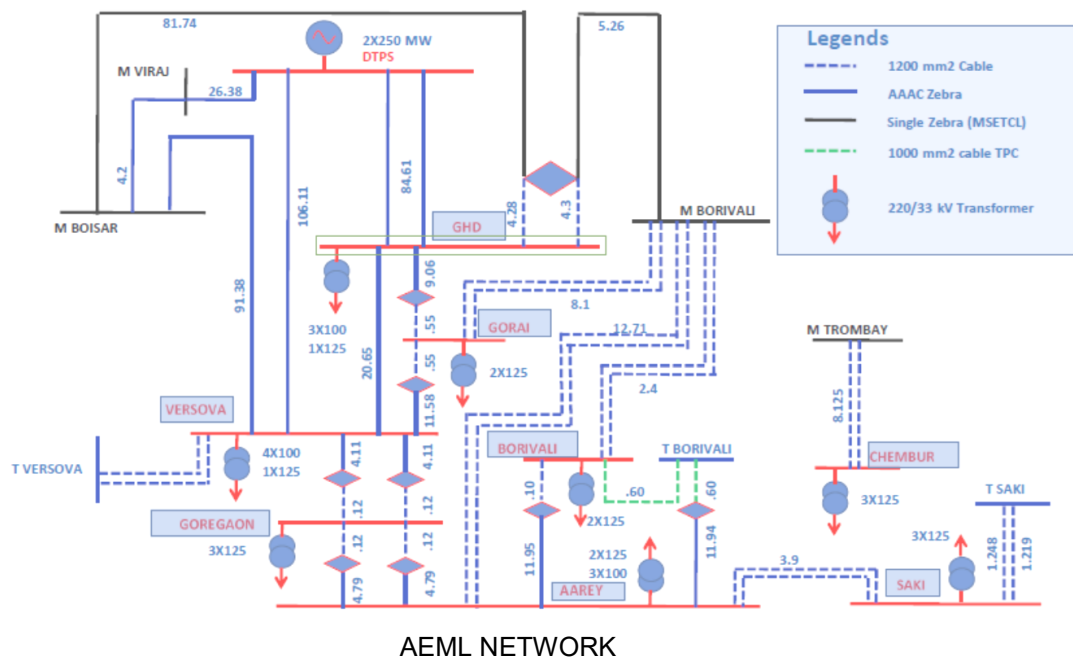 81.74
5.26
2X250 MW
DTPS
M VIRAJ
26.38
4.2
M BOISAR
106.11
84.61
4.28
4.3
M BORIVALI
GHD
91.38
3X100
1X125
20.65
9.06
.55
.55
11.58
GORAI
2X125
8.1
12.71
2.4
Legends
1200 mm2 Cable
AAAC Zebra
Single Zebra (MSETCL)
1000 mm2 cable TPC
220/33 kV Transformer
M TROMBAY
8.125
CHEMBUR
3X125
VERSOVA
T VERSOVA
4X100
1X125
4.11
4.11
.12
.12
GOREGAON
3X125
.12
.12
4.79
4.79
BORIVALI
T BORIVALI
.10
.60
.60
2X125
11.95
2X125
3X100
11.94
AAREY
3.9
T SAKI
3X125
1.248
1.219
SAKI
AEML NETWORK